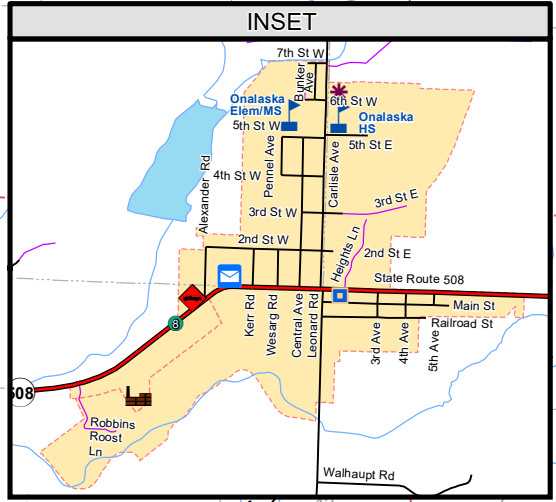 INSET
7th St W
Bunker
Ave
6th St W
Onalaska
Elem/MS
Onalaska
HS
5th St W
5th St E
Pennel Ave
Carlisle Ave
Alexander Rd
4th St W
3rd St E
3rd St W
2nd St W
Heights Ln
2nd St E
State Route 508
Kerr Rd
Wesarg Rd
Central Ave
Leonard Rd
Main St
Railroad St
3rd Ave
4th Ave
5th Ave
8
508
Robbins
Roost
Ln
Walhaupt Rd